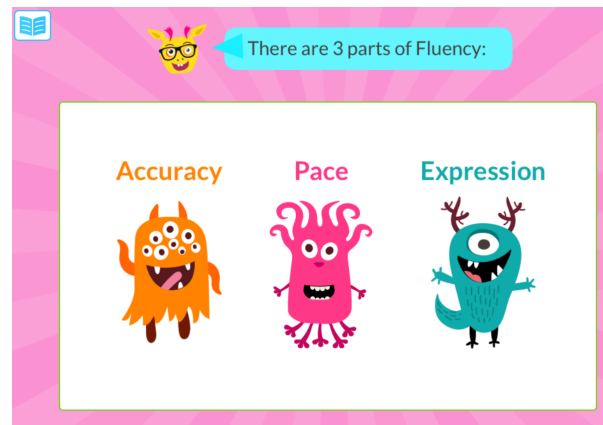 There are 3 parts of Fluency:
Accuracy
Pace
Expression